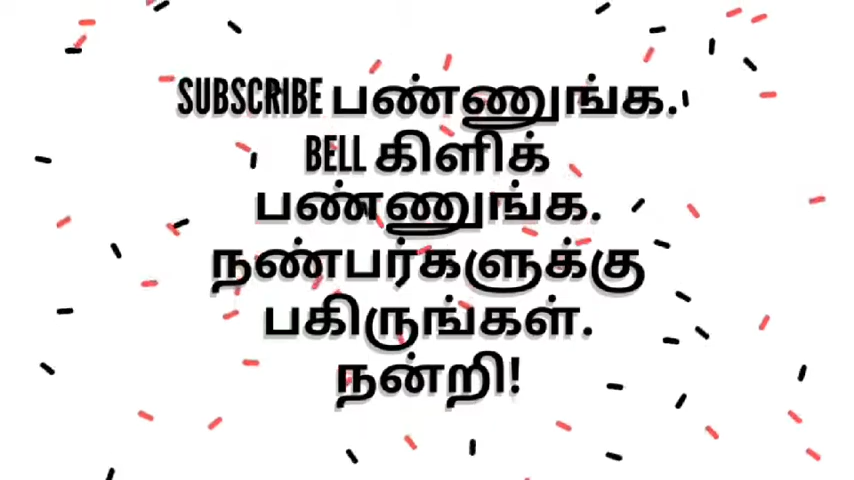 SUBSCRIBE பண்ணுங்க.
BELL கிளிக்
பண்ணுங்க.
நண்பர்களுக்கு
பகிருங்கள்.
நன்றி!